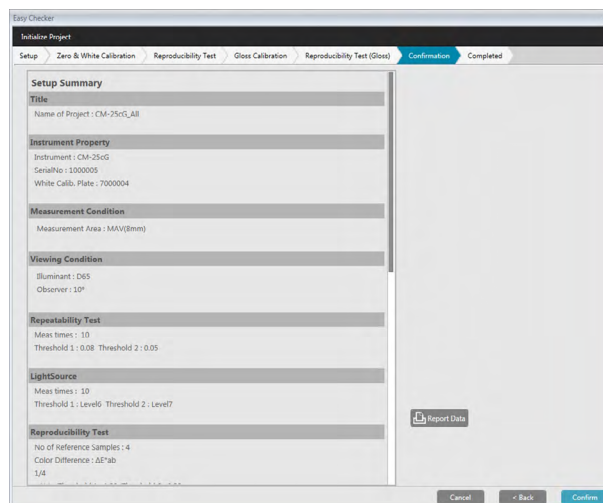 Easy Checker
Initialize Project
Setup Zero & White Calibration Reproducibility Test Gloss Calibration Reproducibility Test (Gloss) Confirmation Completed
Setup Summary
Title
Name of Project : CM-25cG_All
Instrument Property
Instrument : CM-25cG
SerialNo : 1000005
White Calib. Plate : 7000004
Measurement Condition
Measurement Area : MAV(8mm)
Viewing Condition
Illuminant : D65
Observer : 10°
Repeatability Test
Meas times : 10
Threshold 1 : 0.08 Threshold 2 : 0.05
LightSource
Meas times : 10
Threshold 1 : Level6 Threshold 2 : Level7
Reproducibility Test
No of Reference Samples : 4
Color Difference : ΔE*ab
1/4
Report Data
Cancel < Back Confirm